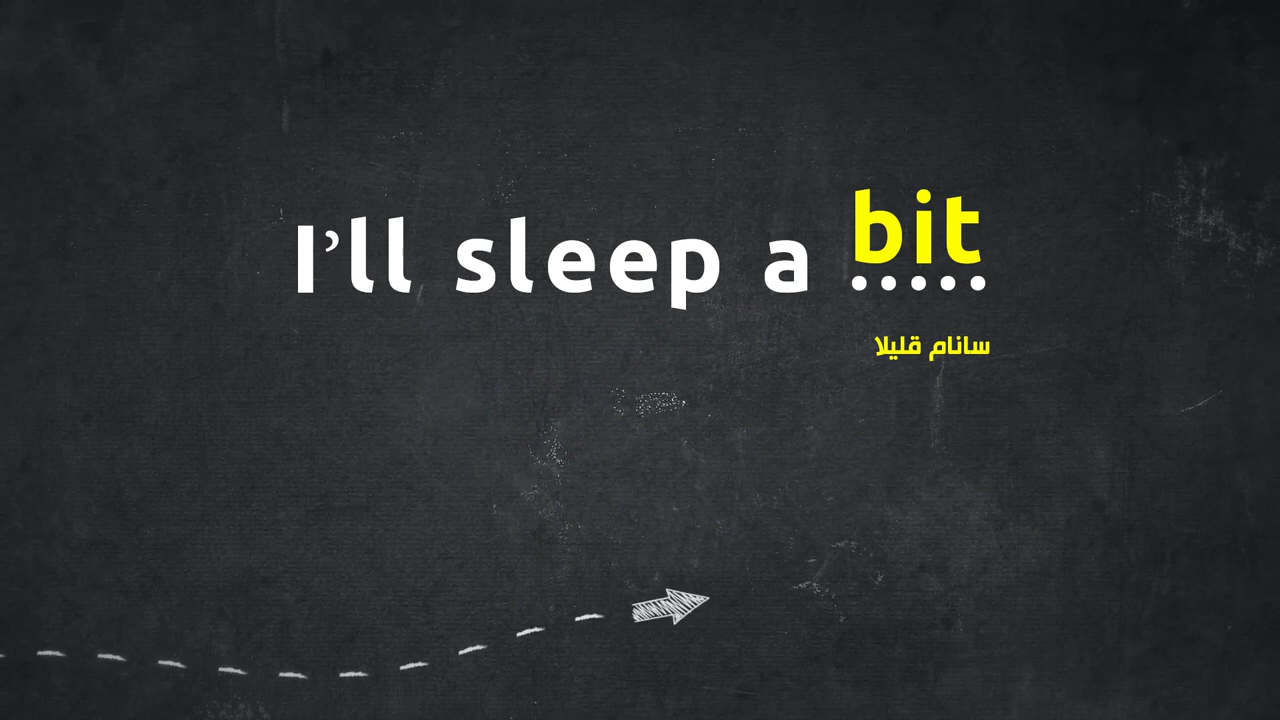 I’ll sleep a bit
.....
سانام قليلا